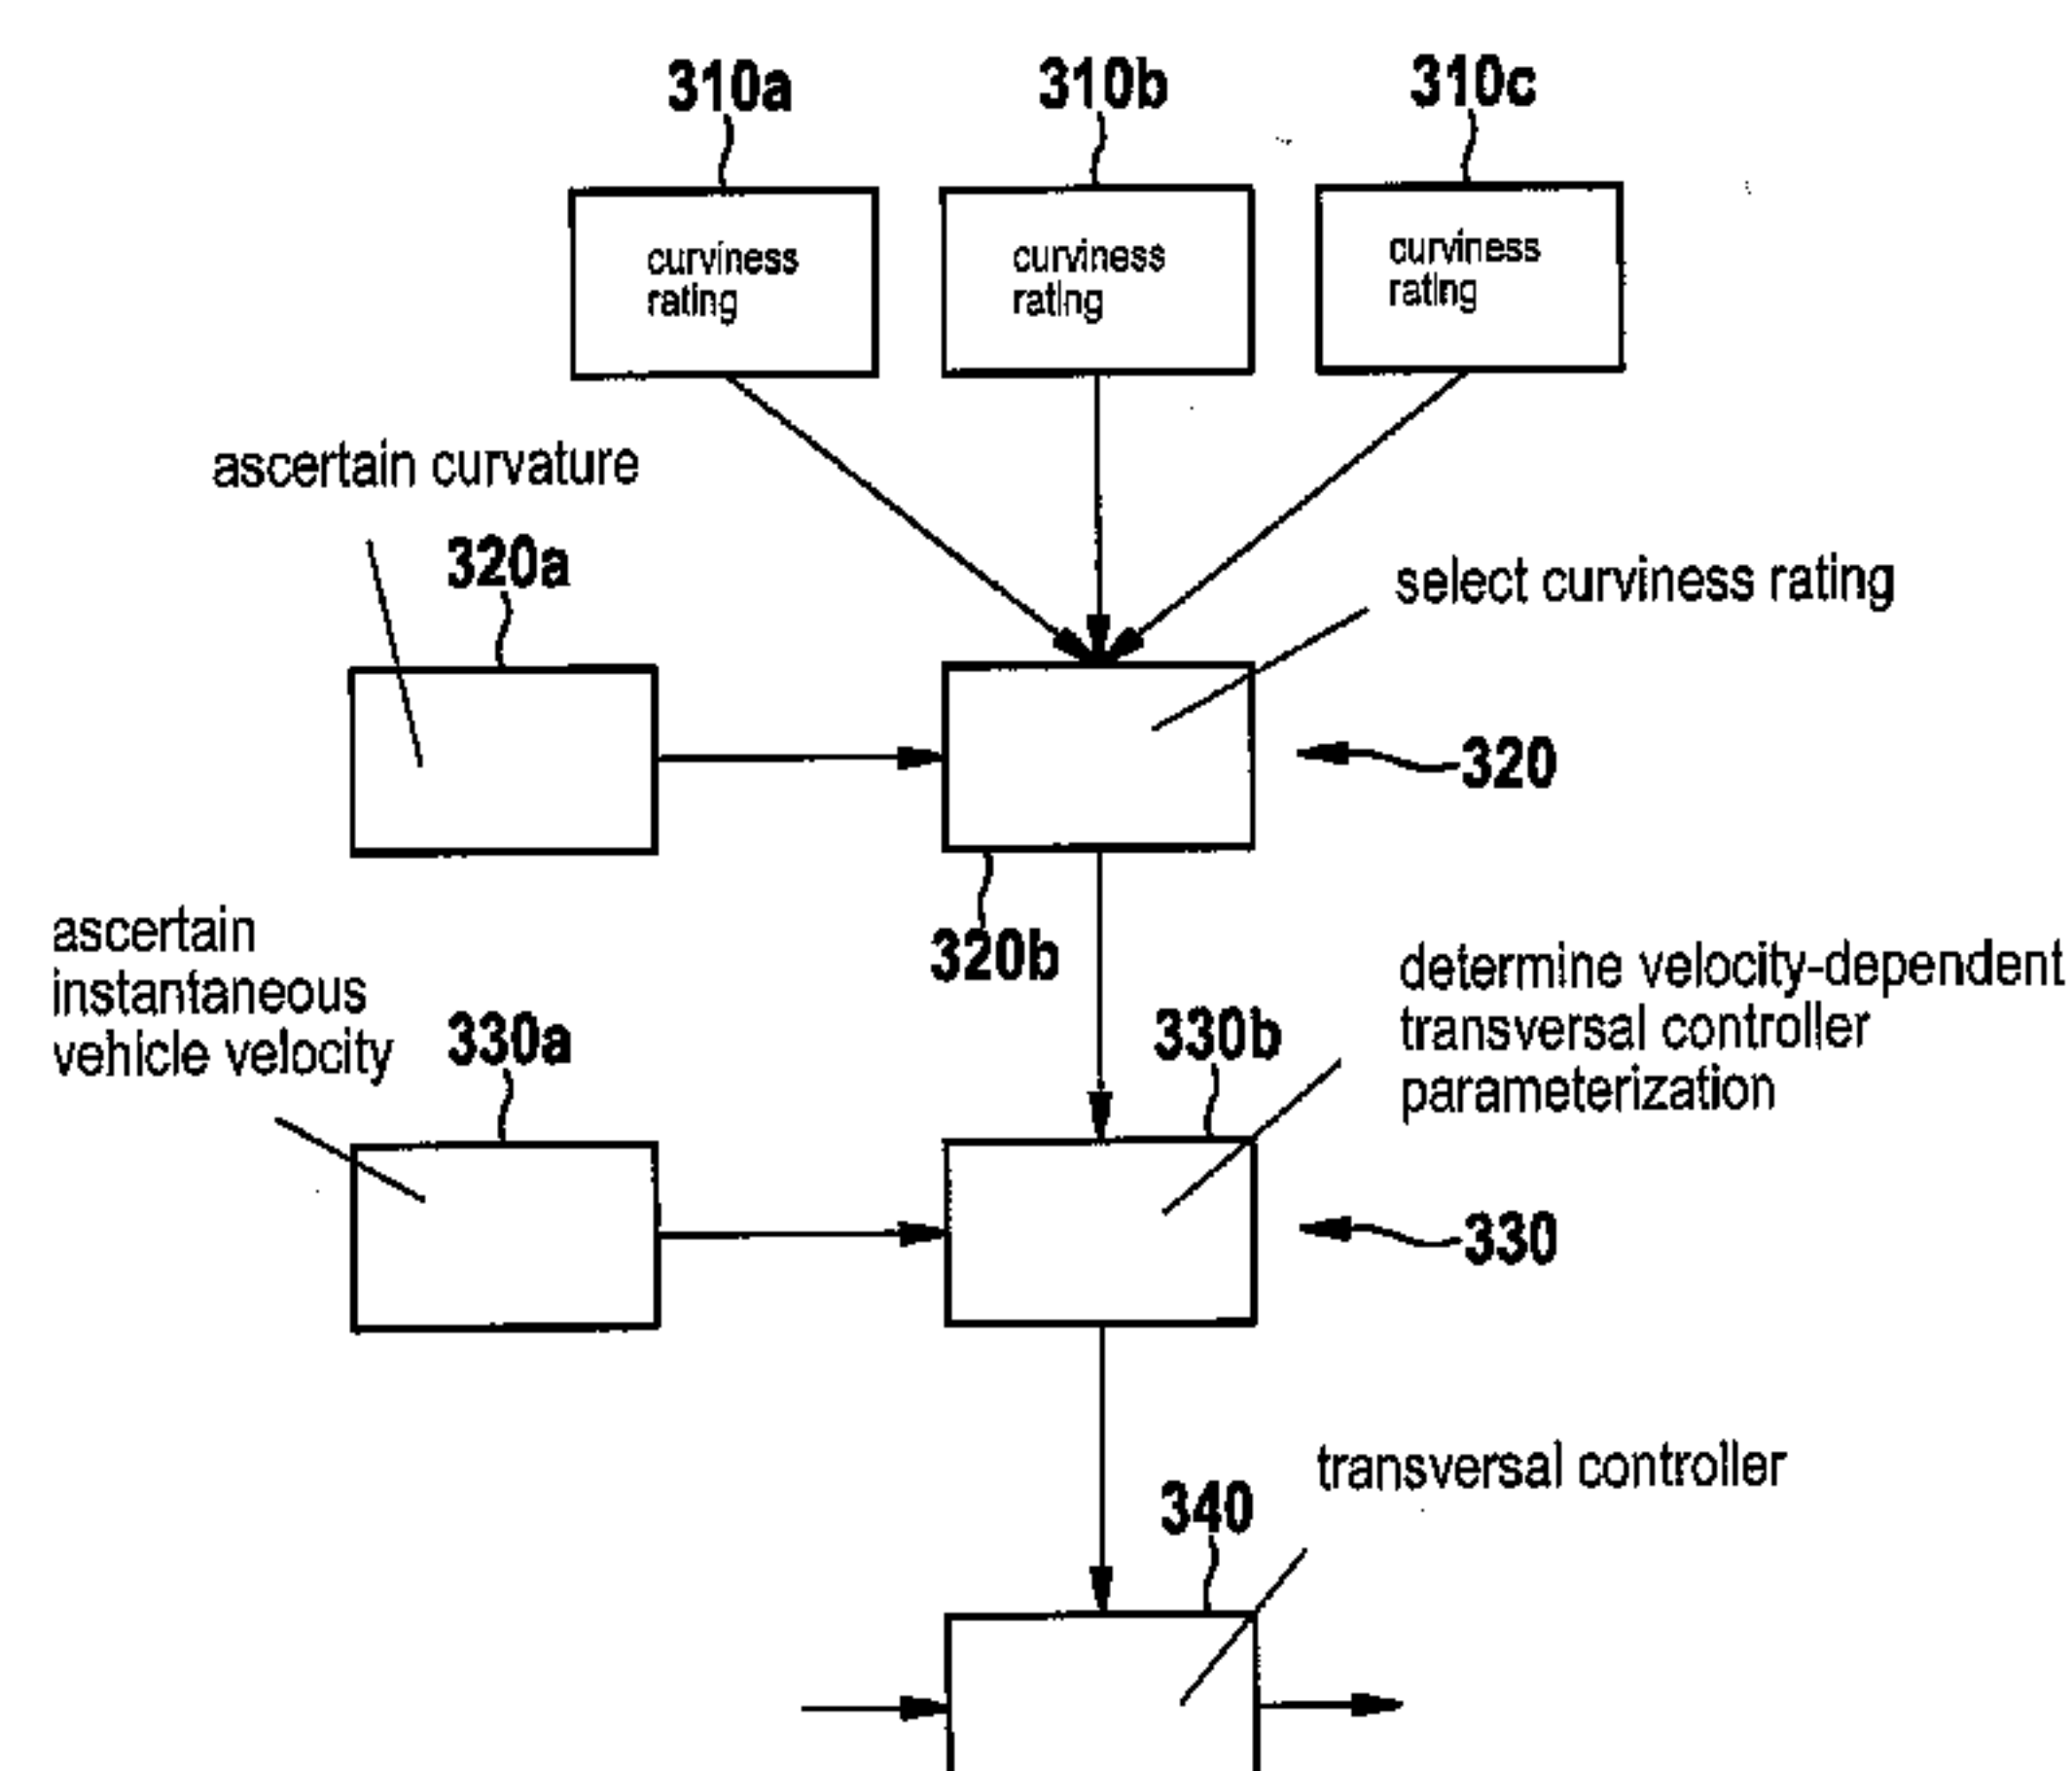 310a
310b
310c
curviness
rating
curviness
rating
curviness
rating
ascertain curvature
320a
select curviness rating
320
320b
ascertain
instantaneous
vehicle velocity
330a
330b
determine velocity-dependent
transversal controller
parameterization
330
transversal controller
340